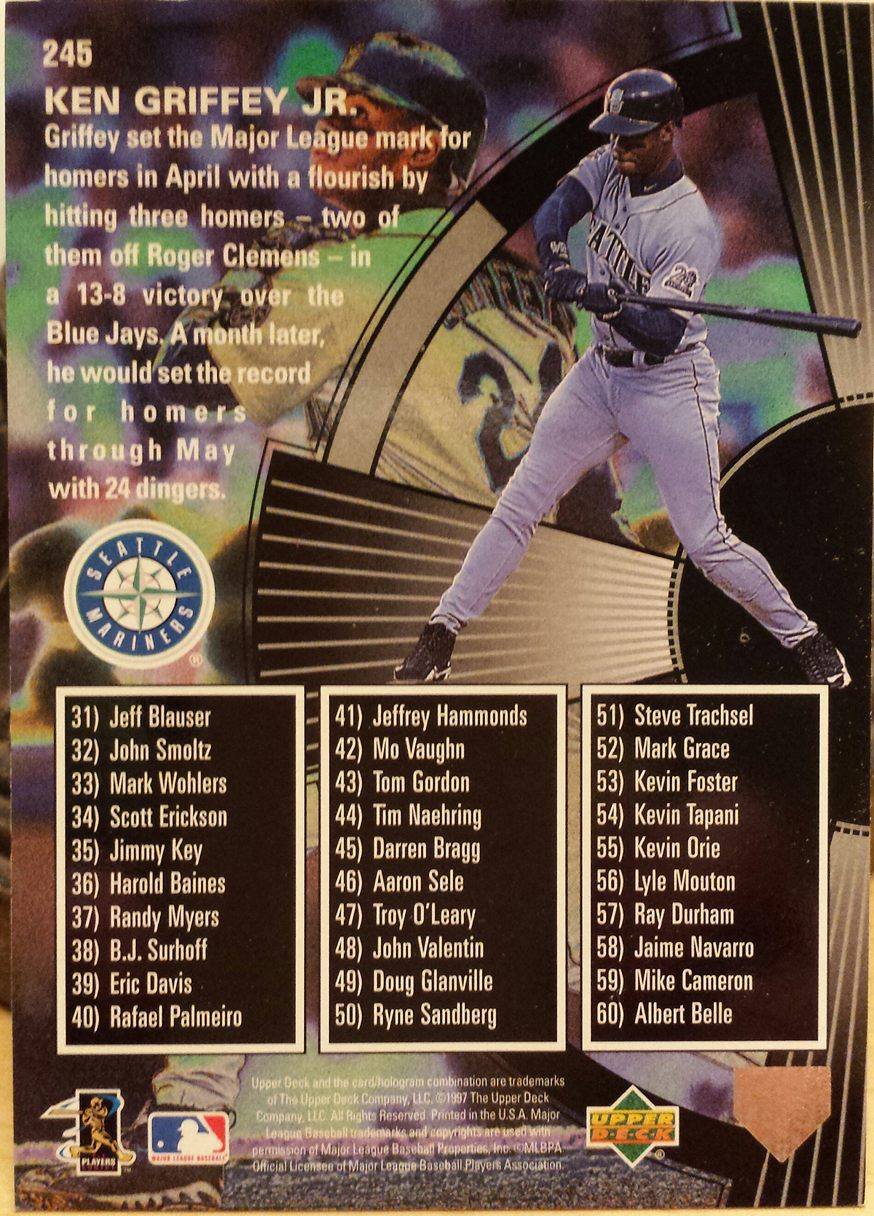 245
KEN GRIFFEY JR.
Griffey set the Major League mark for
homers in April with a flourish by
hitting three homers – two of
them off Roger Clemens – in
a 13-8 victory over the
Blue Jays. A month later,
he would set the record
for homers
through May
with 24 dingers.
SEATTLE
SEATTLE
MARINERS
®
31) Jeff Blauser
32) John Smoltz
33) Mark Wohlers
34) Scott Erickson
35) Jimmy Key
36) Harold Baines
37) Randy Myers
38) B.J. Surhoff
39) Eric Davis
40) Rafael Palmeiro
41) Jeffrey Hammonds
42) Mo Vaughn
43) Tom Gordon
44) Tim Naehring
45) Darren Bragg
46) Aaron Sele
47) Troy O'Leary
48) John Valentin
49) Doug Glanville
50) Ryne Sandberg
51) Steve Trachsel
52) Mark Grace
53) Kevin Foster
54) Kevin Tapani
55) Kevin Orie
56) Lyle Mouton
57) Ray Durham
58) Jaime Navarro
59) Mike Cameron
60) Albert Belle
Upper Deck and the card/hologram combination are trademarks
of The Upper Deck Company, LLC. ©1997 The Upper Deck
Company, LLC. All Rights Reserved. Printed in the U.S.A. Major
League Baseball trademarks and copyrights are used with
permission of Major League Baseball Properties, Inc. ©MLBPA
Official Licensee of Major League Baseball Players Association.
PLAYERS
MAJOR LEAGUE BASEBALL
UPPER
DECK
®